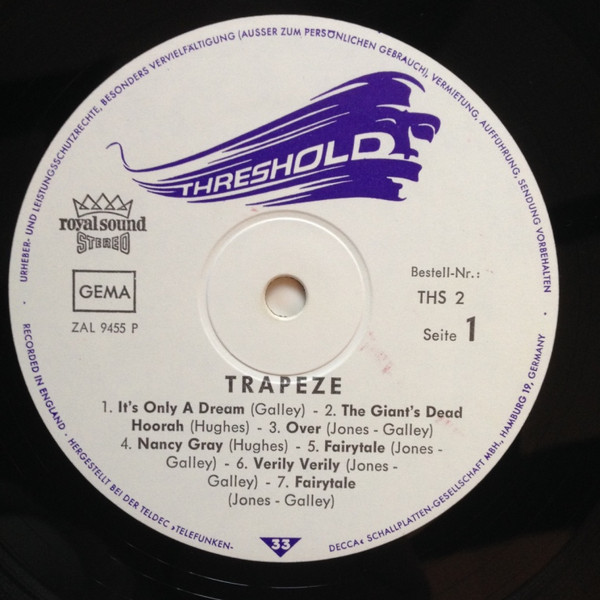 URHEBER- UND LEISTUNGSSCHUTZRECHTE, BESONDERS VERVIELFÄLTIGUNG (AUSSER ZUM PERSÖNLICHEN GEBRAUCH), VERMIETUNG, AUFFÜHRUNG, SENDUNG VORBEHALTEN
THRESHOLD
royal sound
STEREO
GEMA
ZAL 9455 P
Bestell-Nr.:
THS 2
Seite 1
TRAPEZE
1. It's Only A Dream (Galley) - 2. The Giant's Dead
Hoorah (Hughes) - 3. Over (Jones - Galley)
4. Nancy Gray (Hughes) - 5. Fairytale (Jones -
Galley) - 6. Verily Verily (Jones -
Galley) - 7. Fairytale
(Jones - Galley)
33
RECORDED IN ENGLAND · HERGESTELLT BEI DER TELDEC »TELEFUNKEN-DECCA« SCHALLPLATTEN-GESELLSCHAFT MBH., HAMBURG 19, GERMANY